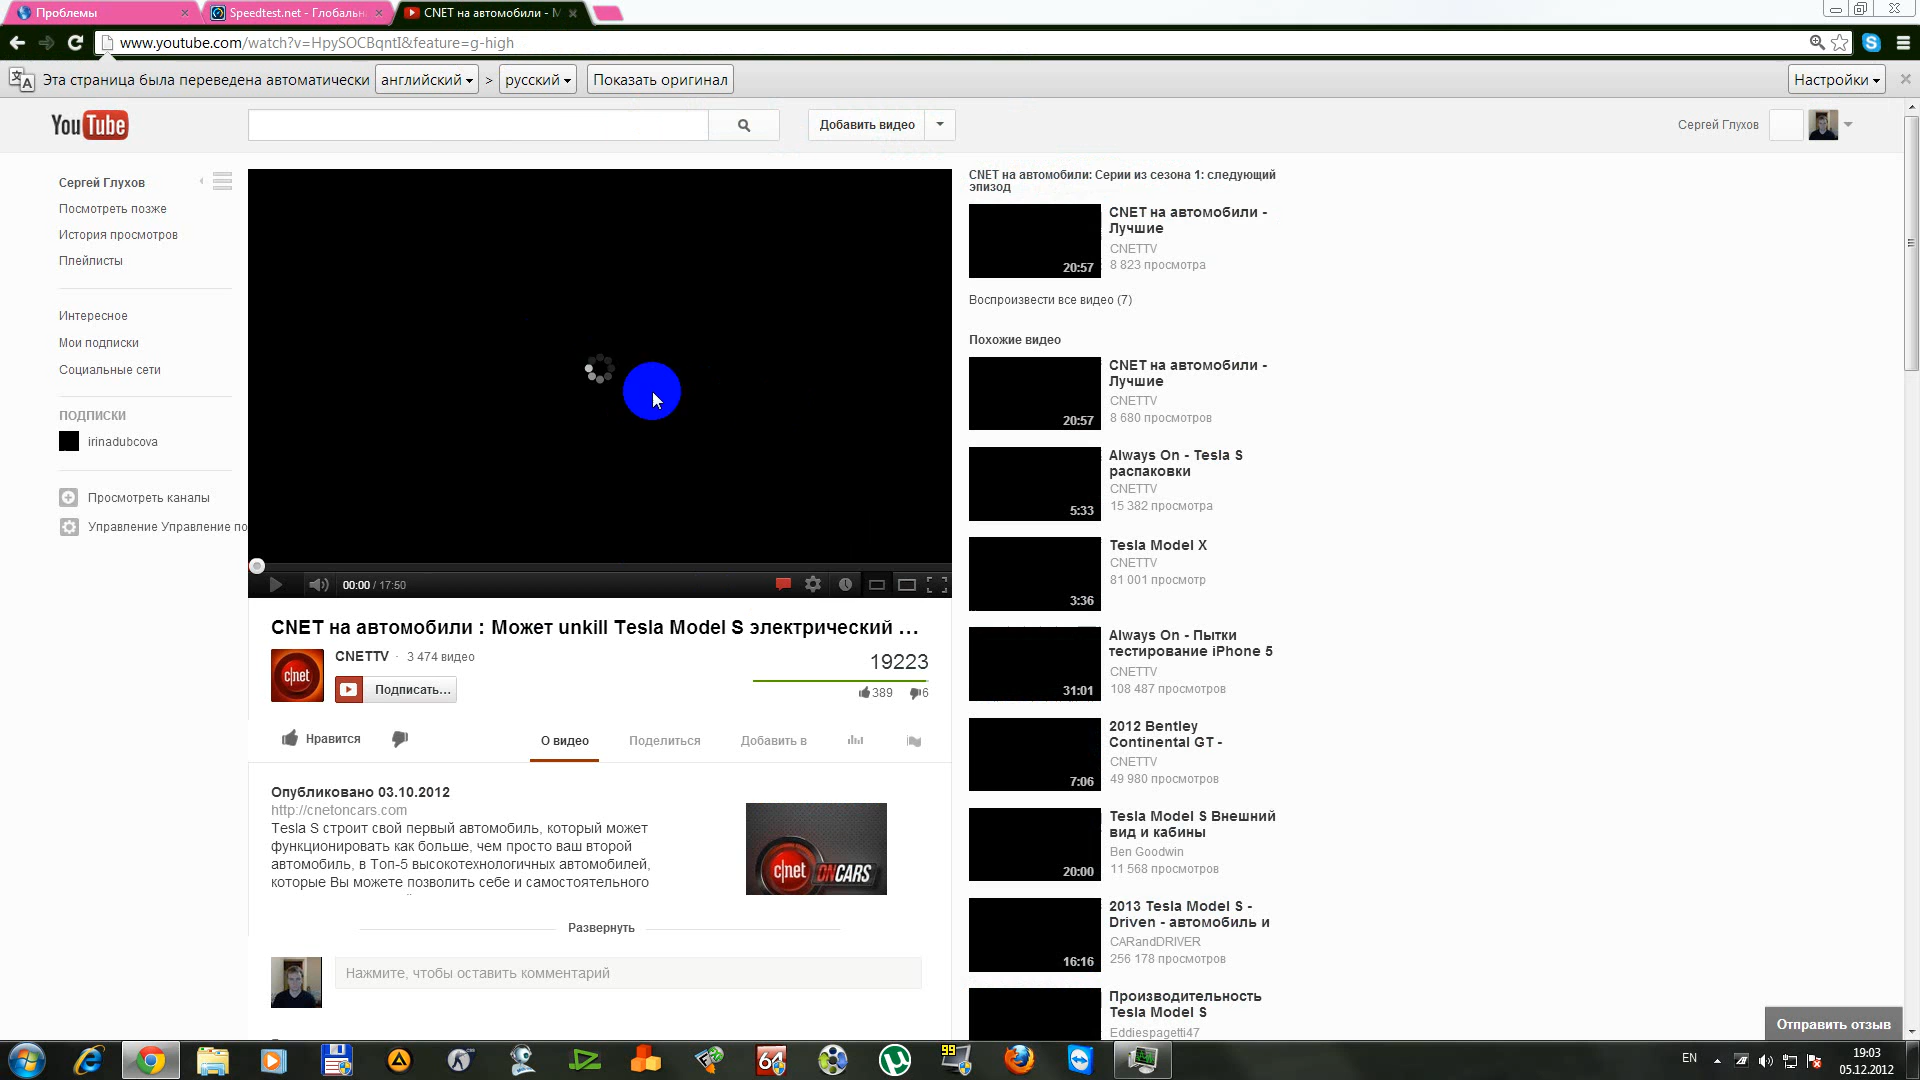 Проблемы
Speedtest.net - Глобальн
CNET на автомобили - М
www.youtube.com/watch?v=HpySOCBqntI&feature=g-high
Эта страница была переведена автоматически
английский
>
русский
Показать оригинал
Настройки
YouTube
Добавить видео
Сергей Глухов
Сергей Глухов
Посмотреть позже
История просмотров
Плейлисты
Интересное
Мои подписки
Социальные сети
ПОДПИСКИ
irinadubcova
Просмотреть каналы
Управление Управление по
00:00 / 17:50
CNET на автомобили : Может unkill Tesla Model S электрический ...
CNETTV · 3 474 видео
Подписать...
19223
389
6
Нравится
О видео
Поделиться
Добавить в
Опубликовано 03.10.2012
http://cnetoncars.com
Tesla S строит свой первый автомобиль, который может
функционировать как больше, чем просто ваш второй
автомобиль, в Топ-5 высокотехнологичных автомобилей,
которые Вы можете позволить себе и самостоятельного
c|net ON CARS
Развернуть
Нажмите, чтобы оставить комментарий
CNET на автомобили: Серии из сезона 1: следующий
эпизод
20:57
CNET на автомобили -
Лучшие
CNETTV
8 823 просмотра
Воспроизвести все видео (7)
Похожие видео
20:57
CNET на автомобили -
Лучшие
CNETTV
8 680 просмотров
5:33
Always On - Tesla S
распаковки
CNETTV
15 382 просмотра
3:36
Tesla Model X
CNETTV
81 001 просмотр
31:01
Always On - Пытки
тестирование iPhone 5
CNETTV
108 487 просмотров
7:06
2012 Bentley
Continental GT -
CNETTV
49 980 просмотров
20:00
Tesla Model S Внешний
вид и кабины
Ben Goodwin
11 568 просмотров
16:16
2013 Tesla Model S -
Driven - автомобиль и
CARandDRIVER
256 178 просмотров
Производительность
Tesla Model S
Eddiespagetti47
Отправить отзыв
c|net
64
99
EN
19:03
05.12.2012